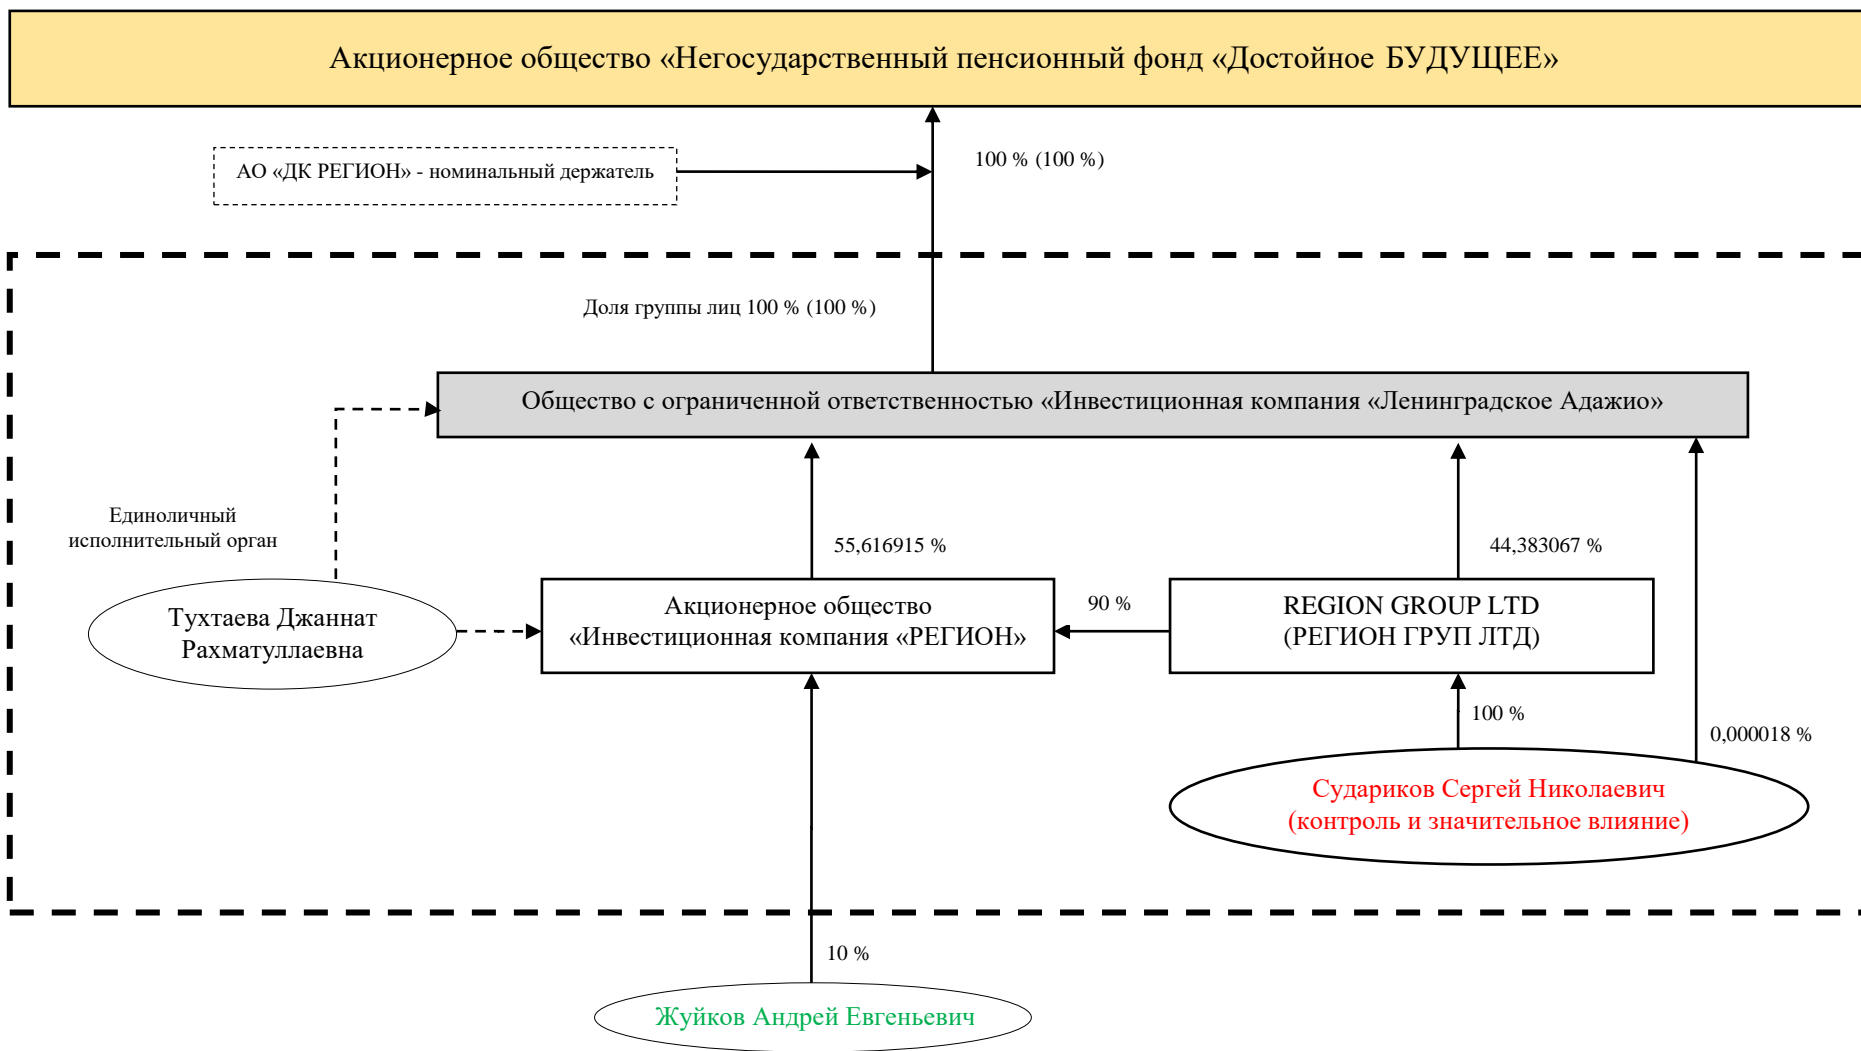 Акционерное общество «Негосударственный пенсионный фонд «Достойное БУДУЩЕЕ»
АО «ДК РЕГИОН» - номинальный держатель
100 % (100 %)
Доля группы лиц 100 % (100 %)
Общество с ограниченной ответственностью «Инвестиционная компания «Ленинградское Адажио»
Единоличный
исполнительный орган
55,616915 %
44,383067 %
Тухтаева Джаннат
Рахматуллаевна
Акционерное общество
«Инвестиционная компания «РЕГИОН»
90 %
REGION GROUP LTD
(РЕГИОН ГРУП ЛТД)
100 %
0,000018 %
Судариков Сергей Николаевич
(контроль и значительное влияние)
10 %
Жуйков Андрей Евгеньевич